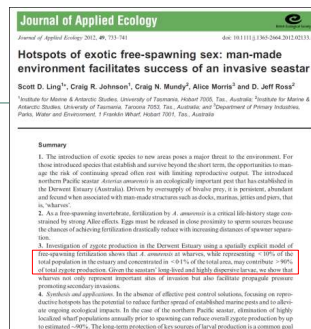 Journal of Applied Ecology
Journal of Applied Ecology 2012, 49, 733–741
doi: 10.1111/j.1365-2664.2012.02133.
Hotspots of exotic free-spawning sex: man-made
environment facilitates success of an invasive seastar
Scott D. Ling¹*, Craig R. Johnson¹, Craig N. Mundy², Alice Morris³ and D. Jeff Ross²
¹Institute for Marine & Antarctic Studies, University of Tasmania, Hobart 7005, Tas., Australia; ²Institute for Marine &
Antarctic Studies, University of Tasmania, Taroona 7053, Tas., Australia; and ³Department of Primary Industries,
Parks, Water and Environment, 1 Franklin Wharf, Hobart 7001, Tas., Australia
Summary
1. The introduction of exotic species to new areas poses a major threat to the environment. For
those introduced species that establish and survive beyond the short term, the opportunities to man-
age the risk of continued spread often rest with limiting reproductive output. The introduced
northern Pacific seastar Asterias amurensis is an ecologically important pest that has established in
the Derwent Estuary (Australia). Driven by oversupply of bivalve prey, it is persistent, abundant
and fecund when associated with man-made structures such as docks, marinas, jetties and piers, that
is, 'wharves'.
2. As a free-spawning invertebrate, fertilization by A. amurensis is a critical life-history stage con-
strained by strong Allee effects. Eggs must be released in close proximity to sperm sources because
the chances of achieving fertilization drastically reduce with increasing distances of spawner separa-
tion.
3. Investigation of zygote production in the Derwent Estuary using a spatially explicit model of
free-spawning fertilization shows that A. amurensis at wharves, while representing <10% of the
total population in the estuary and concentrated in <0·1% of the total area, may contribute >90%
of total zygote production. Given the seastars' long-lived and highly dispersive larvae, we show that
wharves not only represent important sites of invasion but also facilitate propagule pressure
promoting secondary invasions.
4. Synthesis and applications. In the absence of effective pest control solutions, focusing on repro-
ductive hotspots has the potential to reduce further spread of established marine pests and to allevi-
ate ongoing ecological impacts. In the case of the northern Pacific seastar, elimination of highly
localized wharf populations annually prior to spawning can reduce overall zygote production by up
to estimated ~90%. The long-term protection of key sources of larval production is a common goal